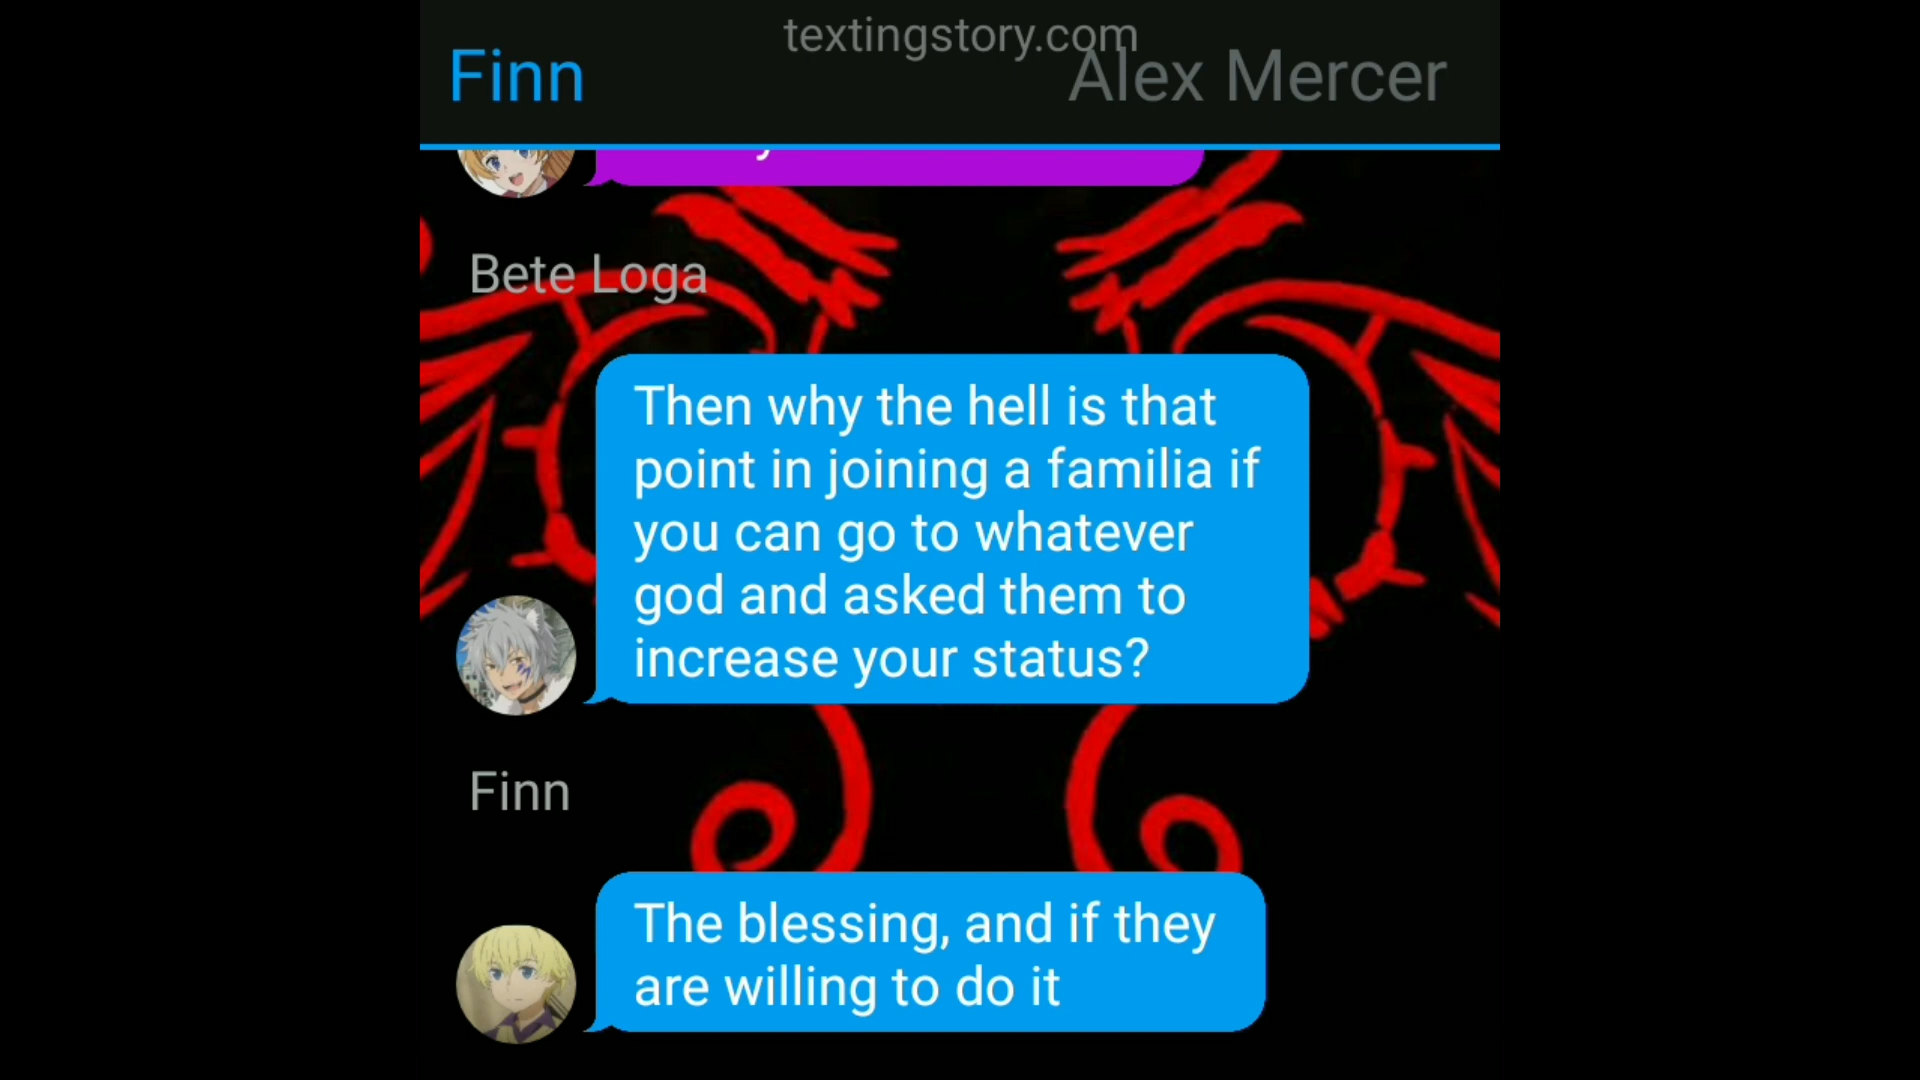 textingstory.com
Finn
Alex Mercer
Bete Loga
Then why the hell is that
point in joining a familia if
you can go to whatever
god and asked them to
increase your status?
Finn
The blessing, and if they
are willing to do it